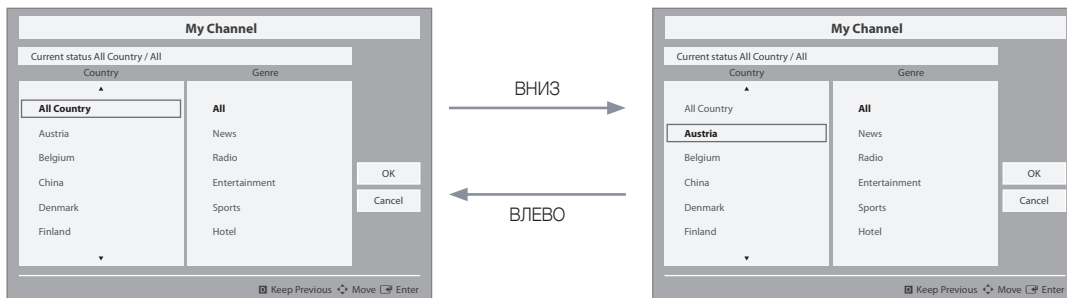 My Channel
Current status All Country / All
Country Genre
All Country All
Austria News
Belgium Radio
China Entertainment
Denmark Sports
Finland Hotel
OK
Cancel
D Keep Previous Move Enter
ВНИЗ
ВЛЕВО
My Channel
Current status All Country / All
Country Genre
All Country All
Austria News
Belgium Radio
China Entertainment
Denmark Sports
Finland Hotel
OK
Cancel
D Keep Previous Move Enter